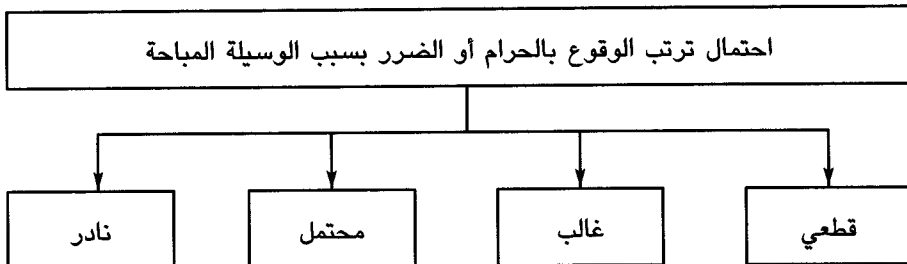 احتمال ترتب الوقوع بالحرام أو الضرر بسبب الوسيلة المباحة
قطعي
غالب
محتمل
نادر